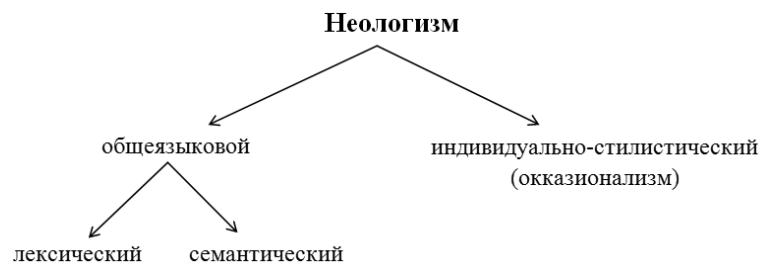 Неологизм
общеязыковой
индивидуально-стилистический
(окказионализм)
лексический
семантический